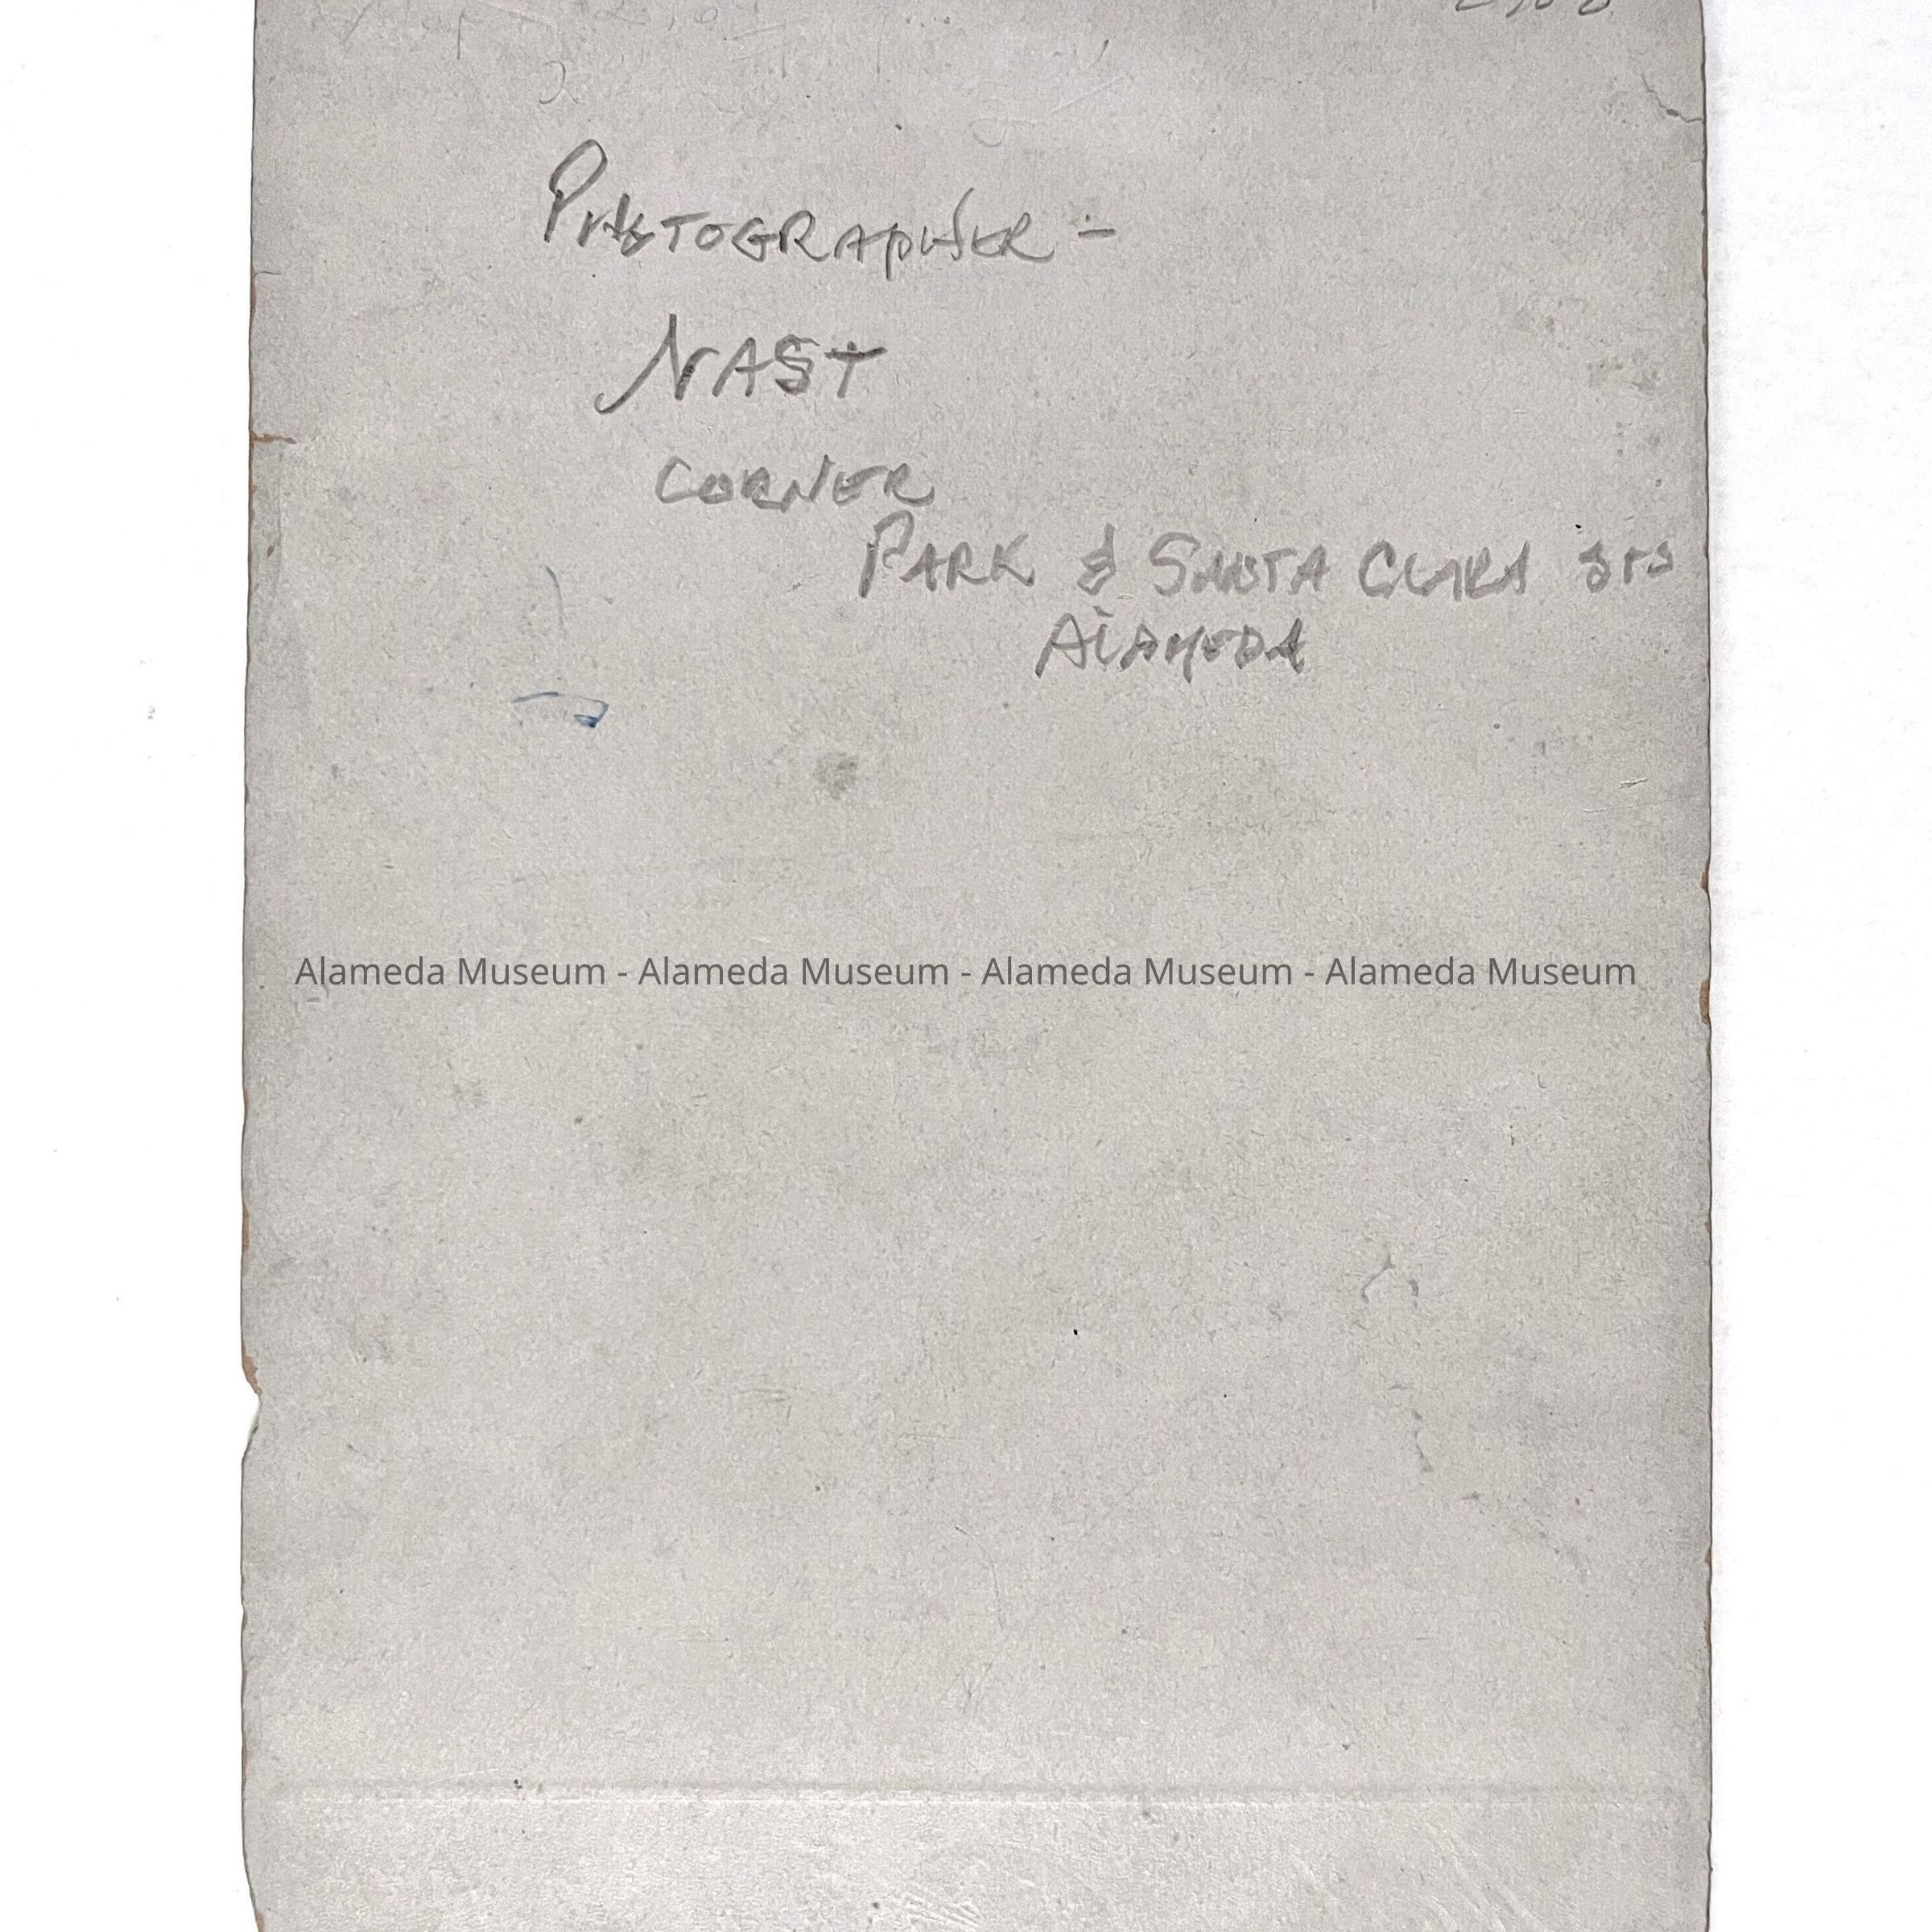 PHOTOGRAPHER -
NAST
CORNER
PARK & SANTA CLARA STS
ALAMEDA
Alameda Museum - Alameda Museum - Alameda Museum - Alameda Museum